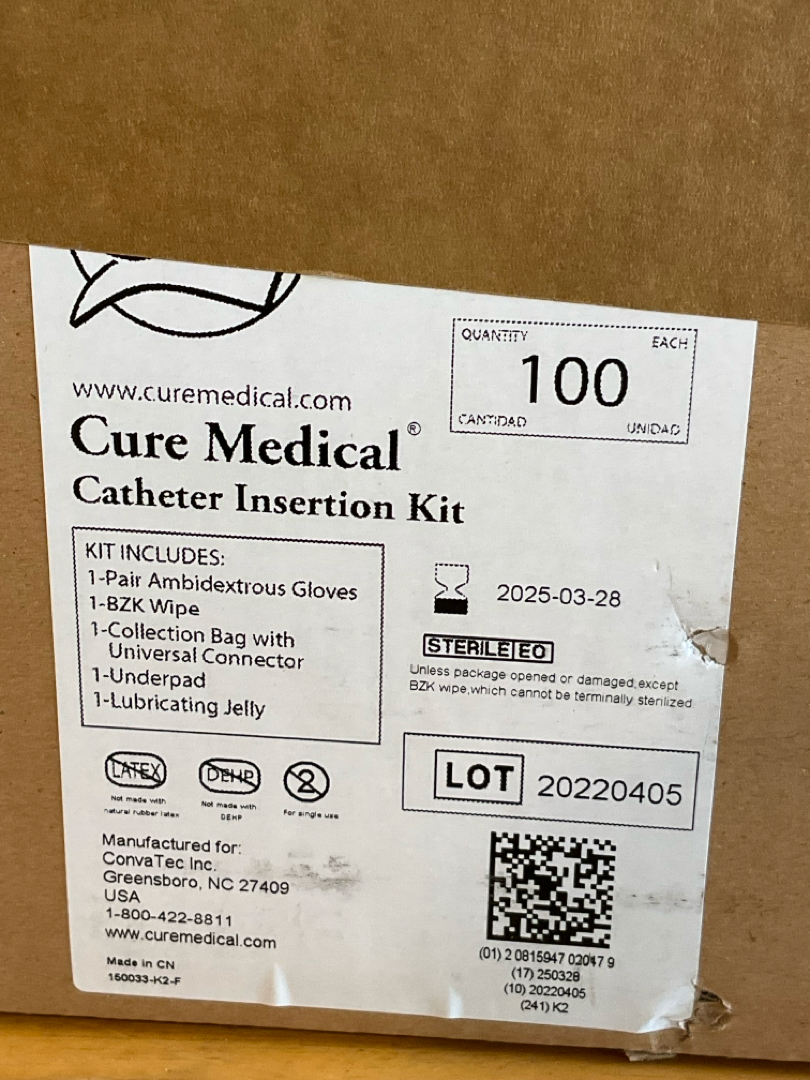 QUANTITY EACH
100
CANTIDAD UNIDAD
www.curemedical.com
Cure Medical®
Catheter Insertion Kit
KIT INCLUDES:
1-Pair Ambidextrous Gloves
1-BZK Wipe
1-Collection Bag with
Universal Connector
1-Underpad
1-Lubricating Jelly
2025-03-28
STERILE EO
Unless package opened or damaged,except
BZK wipe,which cannot be terminally sterilized
LATEX
Not made with
natural rubber latex
DEHP
Not made with
DEHP
2
For single use
LOT 20220405
Manufactured for:
ConvaTec Inc.
Greensboro, NC 27409
USA
1-800-422-8811
www.curemedical.com
Made in CN
160033-K2-F
(01) 2 0815947 02047 9
(17) 250328
(10) 20220405
(241) K2